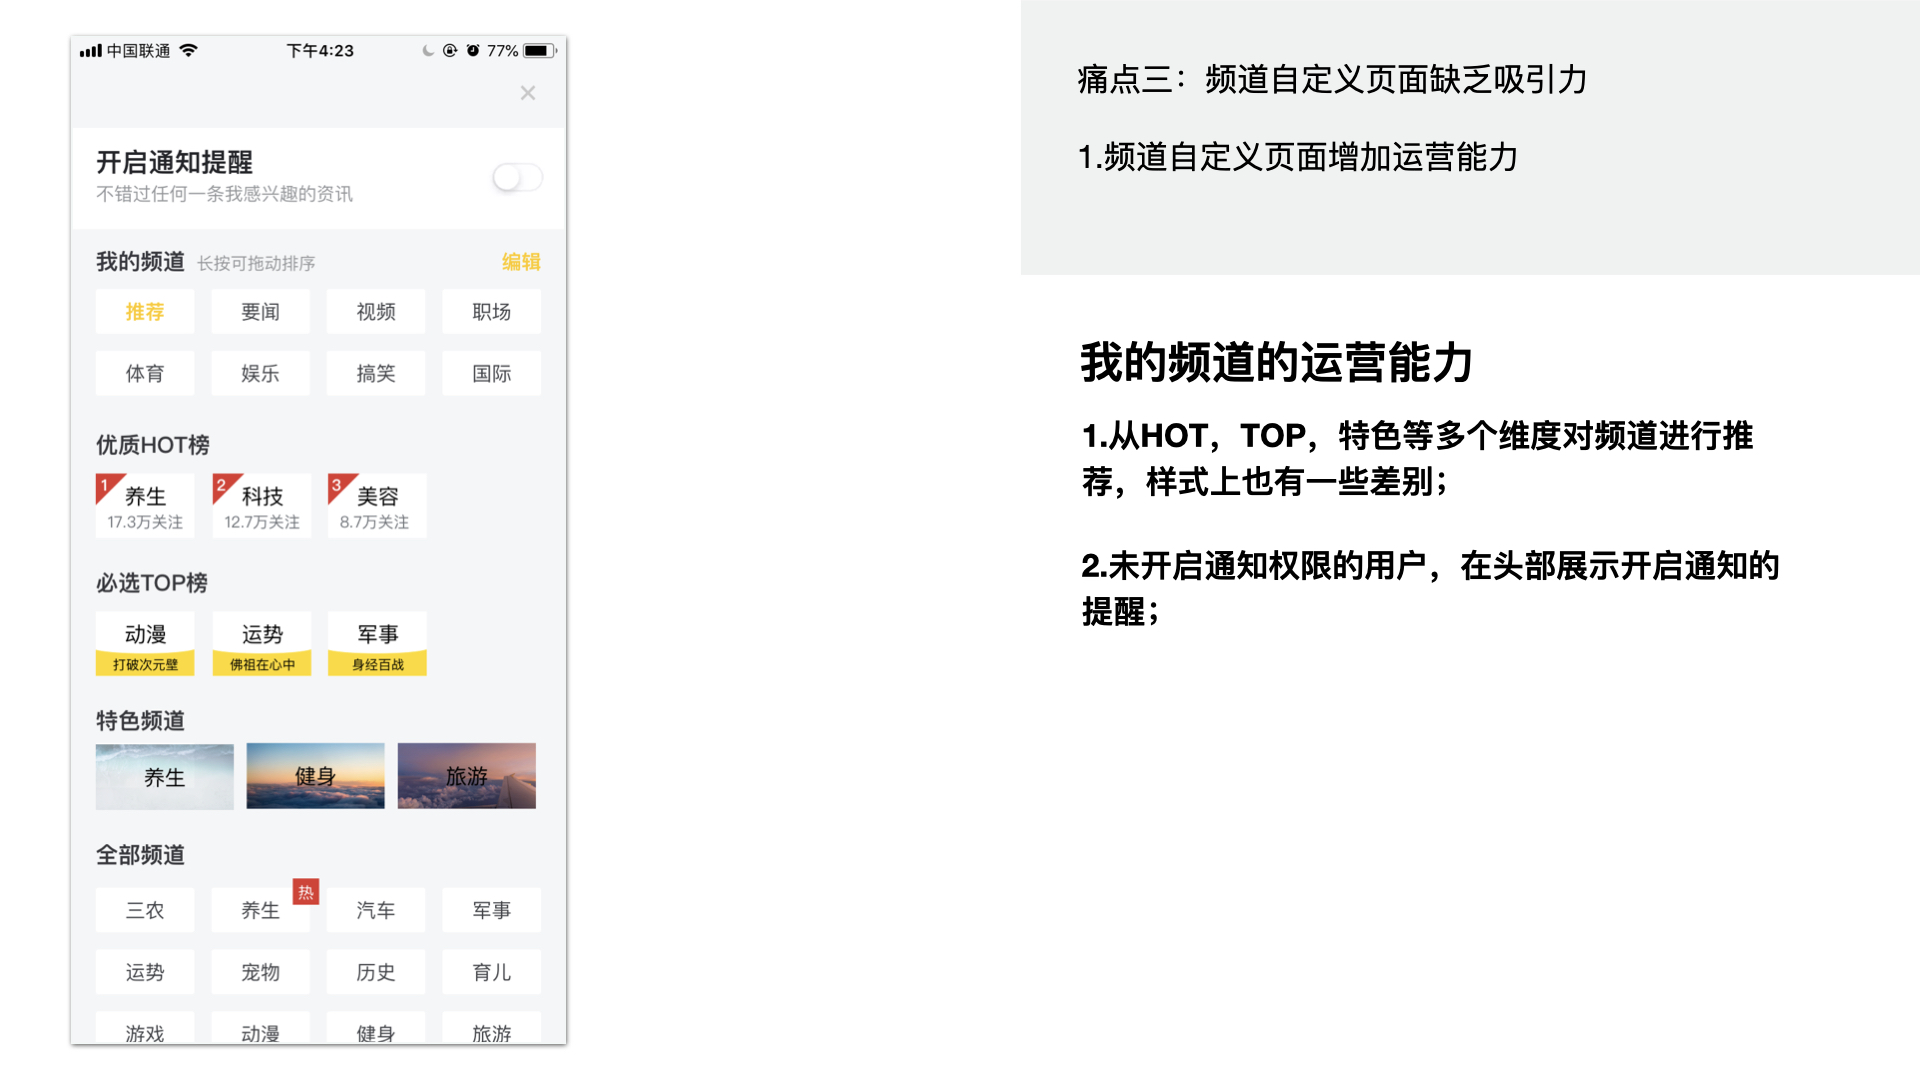 中国联通
下午4:23
77%
开启通知提醒
不错过任何一条我感兴趣的资讯
我的频道 长按可拖动排序 编辑
推荐 要闻 视频 职场
体育 娱乐 搞笑 国际
优质HOT榜
1 养生 2 科技 3 美容
17.3万关注 12.7万关注 8.7万关注
必选TOP榜
动漫 运势 军事
打破次元壁 佛祖在心中 身经百战
特色频道
养生 健身 旅游
全部频道
热
三农 养生 汽车 军事
运势 宠物 历史 育儿
游戏 动漫 健身 旅游
痛点三：频道自定义页面缺乏吸引力
1.频道自定义页面增加运营能力
我的频道的运营能力
1.从HOT，TOP，特色等多个维度对频道进行推
荐，样式上也有一些差别；
2.未开启通知权限的用户，在头部展示开启通知的
提醒；